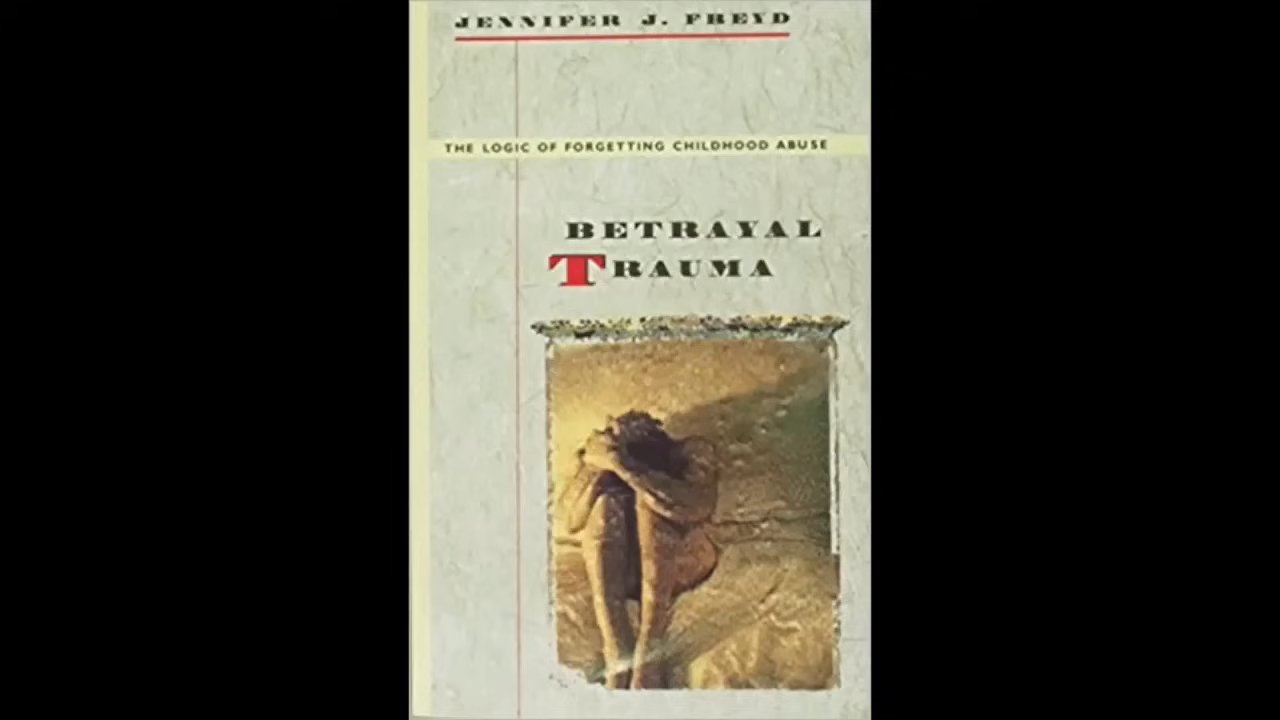 JENNIFER J. FREYD
THE LOGIC OF FORGETTING CHILDHOOD ABUSE
BETRAYAL
TRAUMA